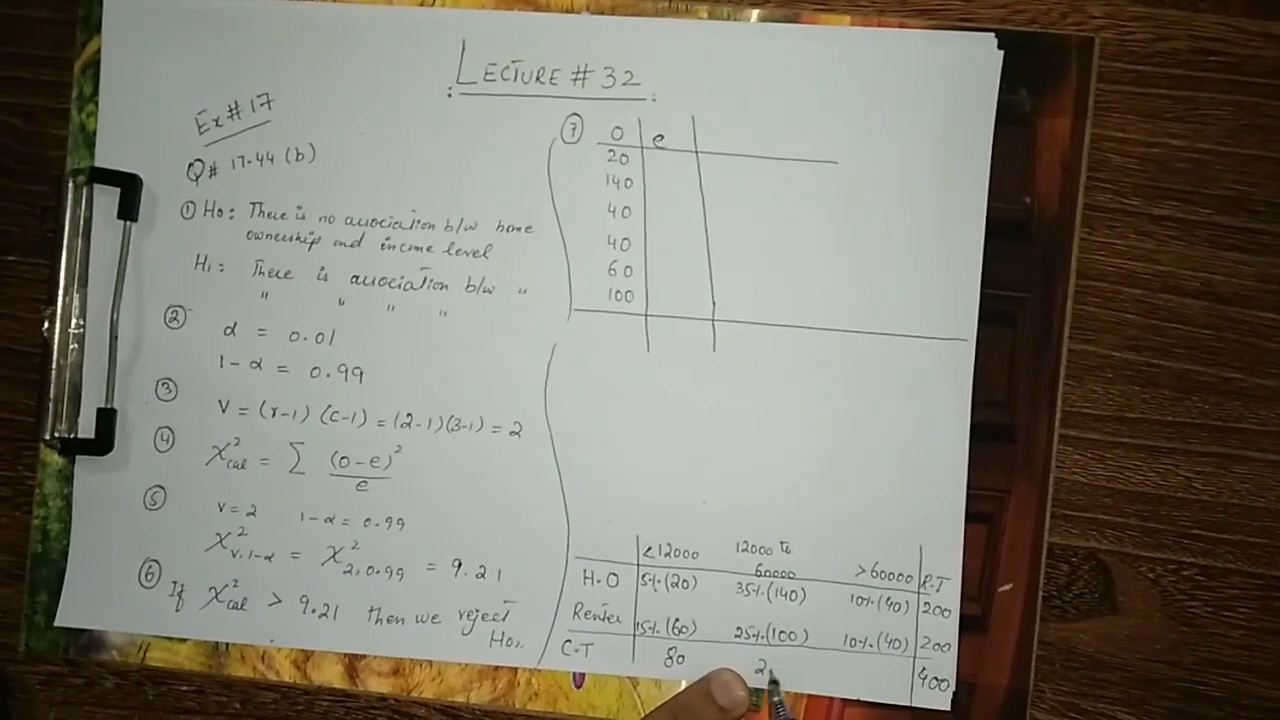 LECTURE # 32
Ex # 17
Q# 17-44 (b)
① H0: There is no association b/w home
ownership and income level
H1: There is association b/w "
" " " "
② α = 0.01
1-α = 0.99
③ V = (r-1) (c-1) = (2-1)(3-1) = 2
④ χ²cal = Σ (o-e)²/e
⑤ v=2 1-α = 0.99
χ²v,1-α = χ²2,0.99 = 9.21
⑥ If χ²cal > 9.21 then we reject
H0,,
⑦ O e
20
140
40
40
60
100
<12000 12000 to 60000 >60000 R.T
H.O 5%(20) 35%(140) 10%(40) 200
Renter 15%(60) 25%(100) 10%(40) 200
C.T 80 2 400